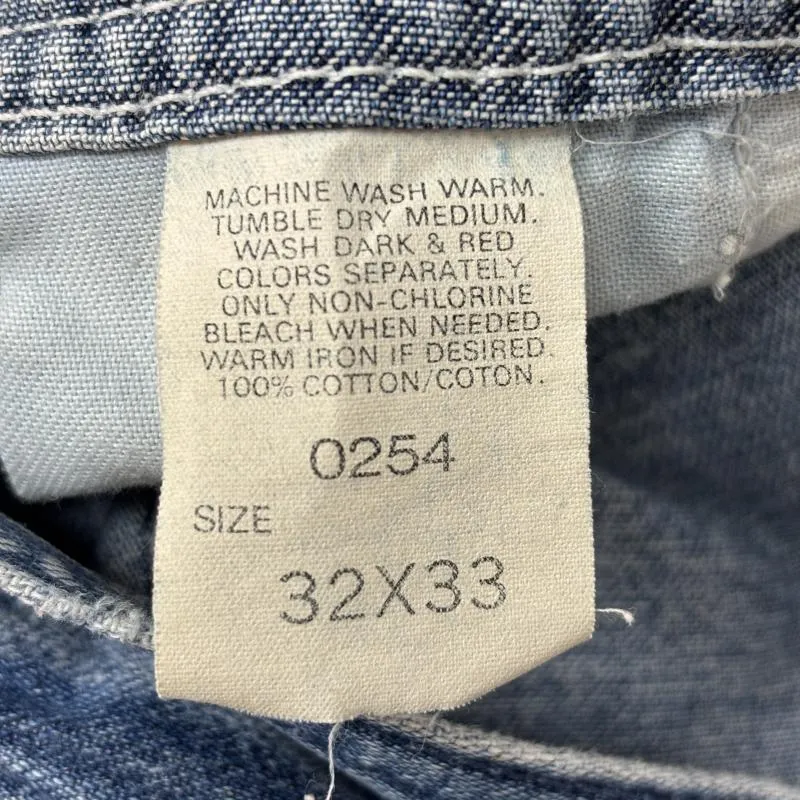 MACHINE WASH WARM.
TUMBLE DRY MEDIUM.
WASH DARK & RED
COLORS SEPARATELY.
ONLY NON-CHLORINE
BLEACH WHEN NEEDED.
WARM IRON IF DESIRED.
100% COTTON/COTON.
0254
SIZE
32X33